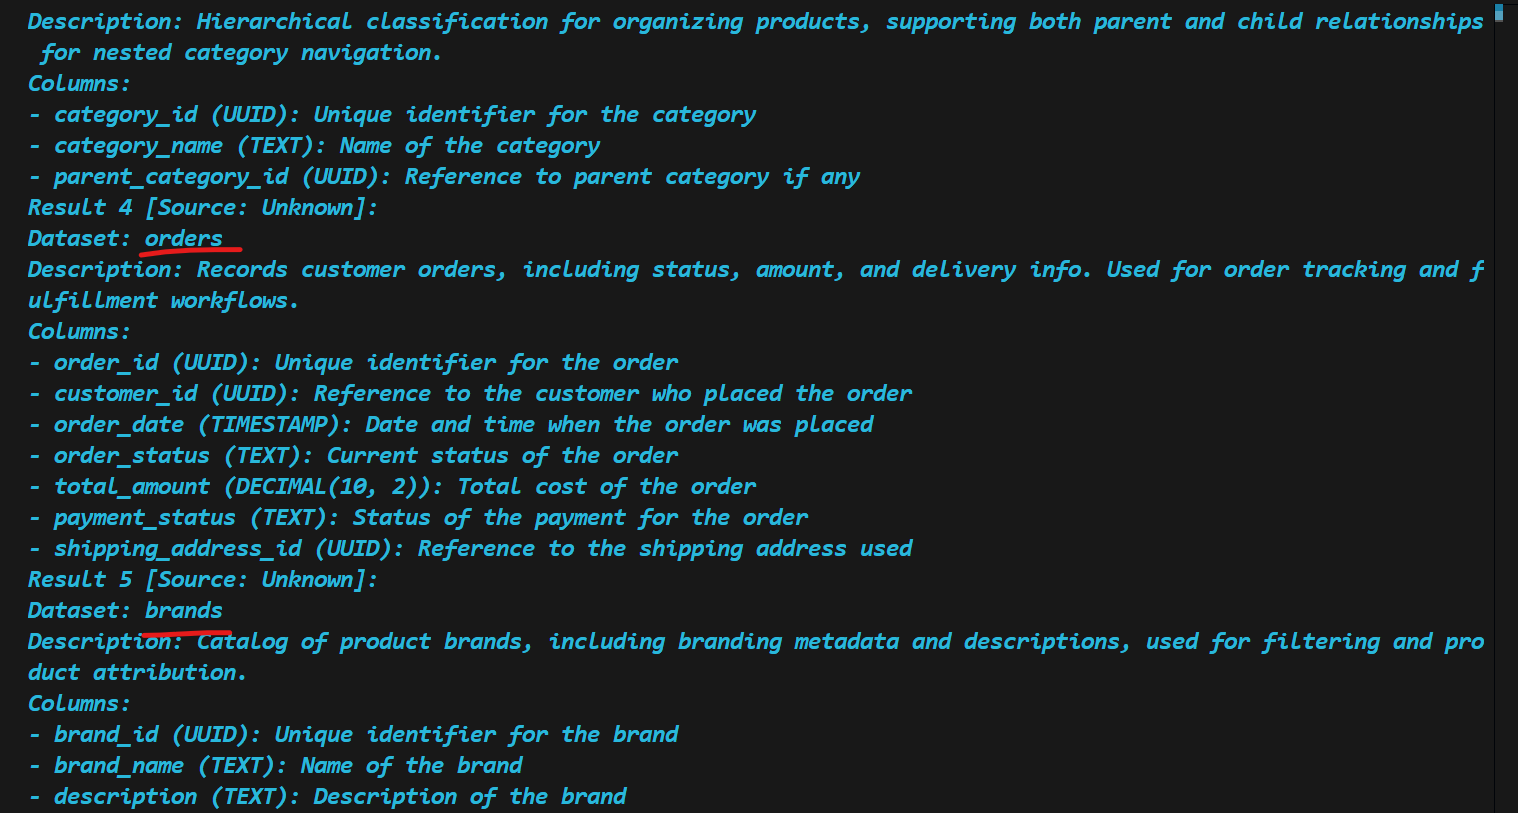 Description: Hierarchical classification for organizing products, supporting both parent and child relationships
for nested category navigation.
Columns:
- category_id (UUID): Unique identifier for the category
- category_name (TEXT): Name of the category
- parent_category_id (UUID): Reference to parent category if any
Result 4 [Source: Unknown]:
Dataset: orders
Description: Records customer orders, including status, amount, and delivery info. Used for order tracking and f
ulfillment workflows.
Columns:
- order_id (UUID): Unique identifier for the order
- customer_id (UUID): Reference to the customer who placed the order
- order_date (TIMESTAMP): Date and time when the order was placed
- order_status (TEXT): Current status of the order
- total_amount (DECIMAL(10, 2)): Total cost of the order
- payment_status (TEXT): Status of the payment for the order
- shipping_address_id (UUID): Reference to the shipping address used
Result 5 [Source: Unknown]:
Dataset: brands
Description: Catalog of product brands, including branding metadata and descriptions, used for filtering and pro
duct attribution.
Columns:
- brand_id (UUID): Unique identifier for the brand
- brand_name (TEXT): Name of the brand
- description (TEXT): Description of the brand